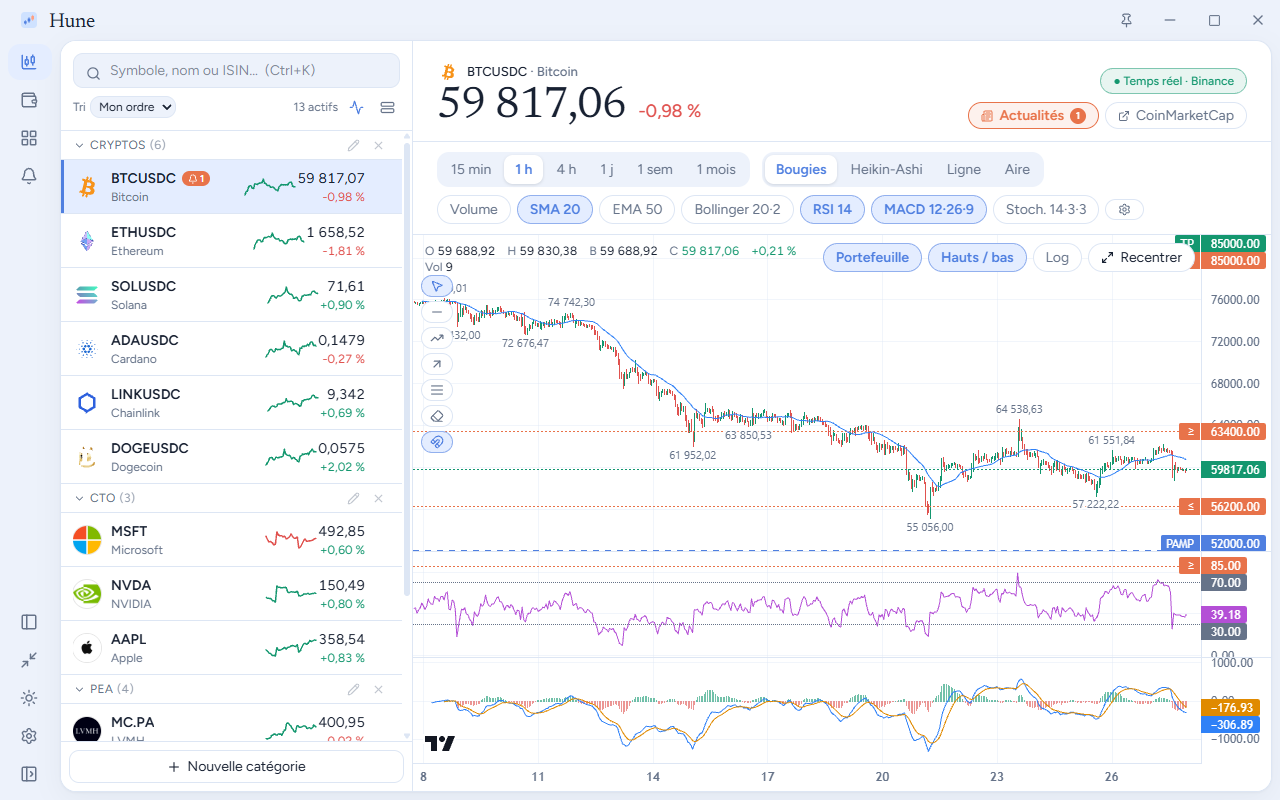 Hune
Symbole, nom ou ISIN... (Ctrl+K)
Tri Mon ordre 13 actifs
CRYPTOS (6)
BTCUSDC 1 59 817,07
Bitcoin -0,98 %
ETHUSDC 1 658,52
Ethereum -1,81 %
SOLUSDC 71,61
Solana +0,90 %
ADAUSDC 0,1479
Cardano -0,27 %
LINKUSDC 9,342
Chainlink +0,69 %
DOGEUSDC 0,0575
Dogecoin +2,02 %
CTO (3)
MSFT 492,85
Microsoft +0,60 %
NVDA 150,49
NVIDIA +0,80 %
AAPL 358,54
Apple +0,83 %
PEA (4)
MC.PA 400,95
LVMH
Nouvelle catégorie
BTCUSDC · Bitcoin
59 817,06 -0,98 %
Temps réel · Binance
Actualités 1 CoinMarketCap
15 min 1 h 4 h 1 j 1 sem 1 mois Bougies Heikin-Ashi Ligne Aire
Volume SMA 20 EMA 50 Bollinger 20·2 RSI 14 MACD 12·26·9 Stoch. 14·3·3
O 59 688,92 H 59 830,38 B 59 688,92 C 59 817,06 +0,21 %
Vol 9
Portefeuille Hauts / bas Log Recentrer
TP 85000.00
85000.00
76000.00
74 742,30
72 676,47
72000.00
68000.00
64 538,63
≥ 63400.00
63 850,53
61 551,84
61 952,02
59817.06
57 222,22
≤ 56200.00
55 056,00
PAMP 52000.00
≥ 85.00
70.00
39.18
30.00
0.00
1000.00
−176.93
−306.89
−1000.00
8 11 14 17 20 23 26